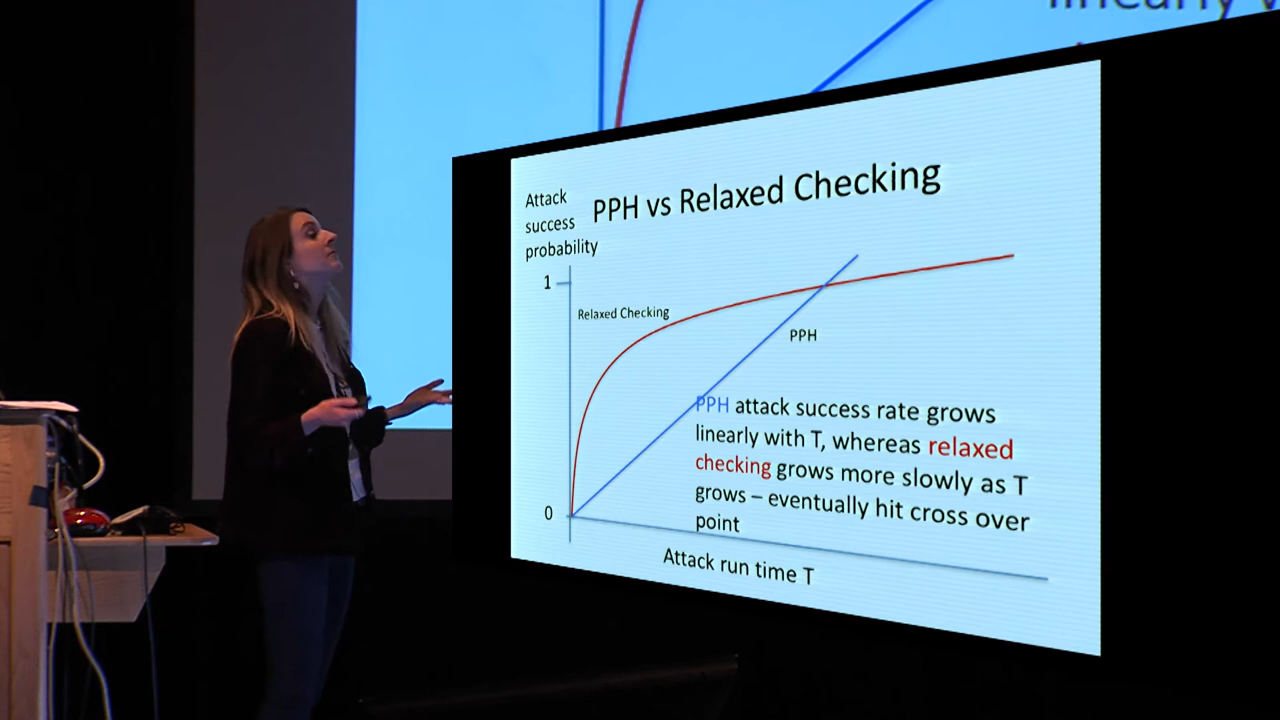 linearly
PPH vs Relaxed Checking
Attack
success
probability
1
Relaxed Checking
PPH
PPH attack success rate grows
linearly with T, whereas relaxed
checking grows more slowly as T
grows – eventually hit cross over
point
0
Attack run time T